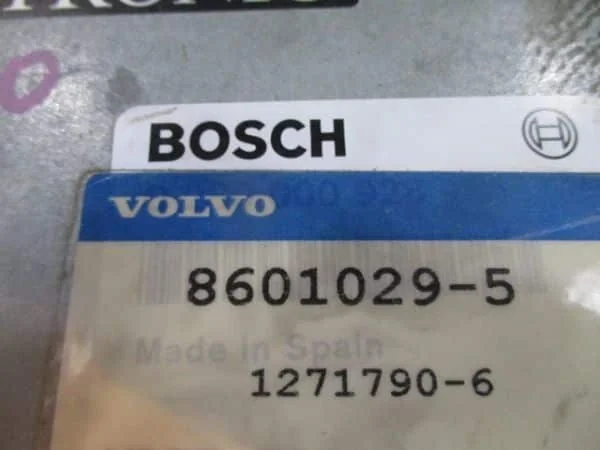 BOSCH
VOLVO
8601029-5
Made in Spain
1271790-6